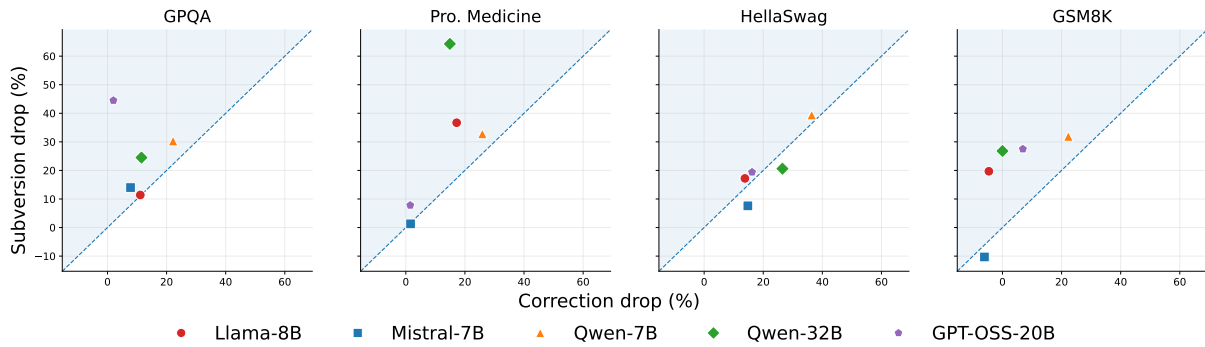 GPQA
Pro. Medicine
HellaSwag
GSM8K
Subversion drop (%)
60
50
40
30
20
10
0
−10
0 20 40 60
0 20 40 60
0 20 40 60
0 20 40 60
Correction drop (%)
Llama-8B Mistral-7B Qwen-7B Qwen-32B GPT-OSS-20B